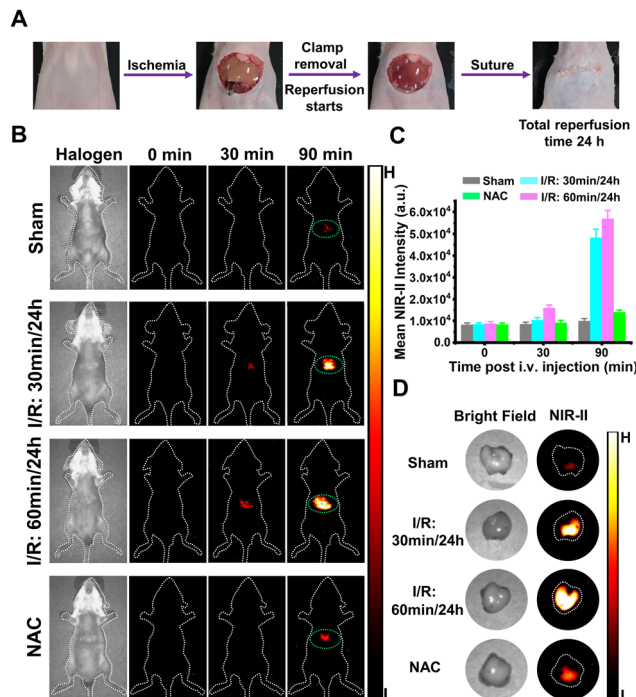 A
Ischemia
Clamp
removal
Reperfusion
starts
Suture
Total reperfusion
time 24 h
B
Halogen
0 min
30 min
90 min
H
Sham
I/R: 30min/24h
I/R: 60min/24h
NAC
L
C
Sham
I/R: 30min/24h
NAC
I/R: 60min/24h
Mean NIR-II Intensity (a.u.)
6.0x10⁴
5.0x10⁴
4.0x10⁴
3.0x10⁴
2.0x10⁴
1.0x10⁴
0.0
0
30
90
Time post i.v. injection (min)
D
Bright Field
NIR-II
H
Sham
I/R:
30min/24h
I/R:
60min/24h
NAC
L